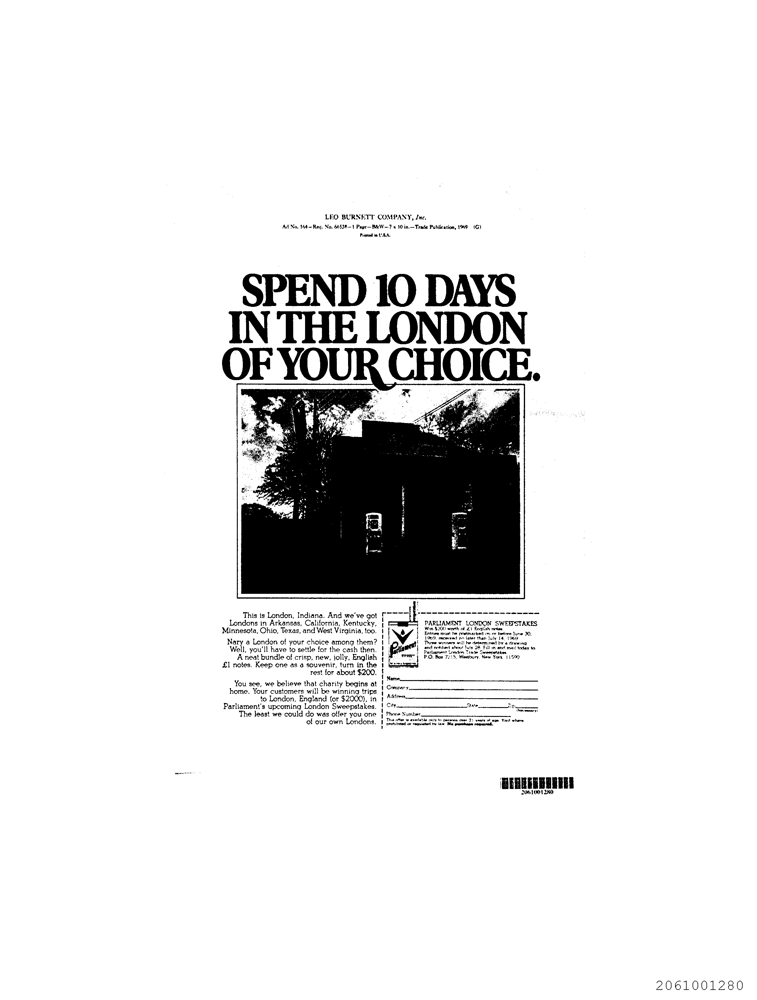 LEO BURNETT COMPANY, Inc.
Ad No. 344—Req. No. 66528—1 Page—B&W—7 x 10 in.—Trade Publication, 1969 (G)
Printed in U.S.A.
SPEND 10 DAYS
IN THE LONDON
OF YOUR CHOICE.
This is London, Indiana. And we've got
Londons in Arkansas, California, Kentucky,
Minnesota, Ohio, Texas, and West Virginia, too.
Nary a London of your choice among them?
Well, you'll have to settle for the cash then.
A neat bundle of crisp, new, jolly, English
£1 notes. Keep one as a souvenir, turn in the
rest for about $200.
You see, we believe that charity begins at
home. Your customers will be winning trips
to London, England (or $2000), in
Parliament's upcoming London Sweepstakes.
The least we could do was offer you one
of our own Londons.
Parliament
PARLIAMENT LONDON SWEEPSTAKES
Win $200 worth of £1 English notes.
Entries must be postmarked on or before June 30,
1969, received no later than July 14, 1969.
Three winners will be determined by a drawing
and notified about July 28. Fill in and mail today to
Parliament London Trade Sweepstakes
P.O. Box Westbury, New York 11590
Name
Company
Address
City State Zip
Phone Number
This offer is available only to persons over 21 years of age. Void where
prohibited or regulated by law. No purchase required.
2061001280
2061001280